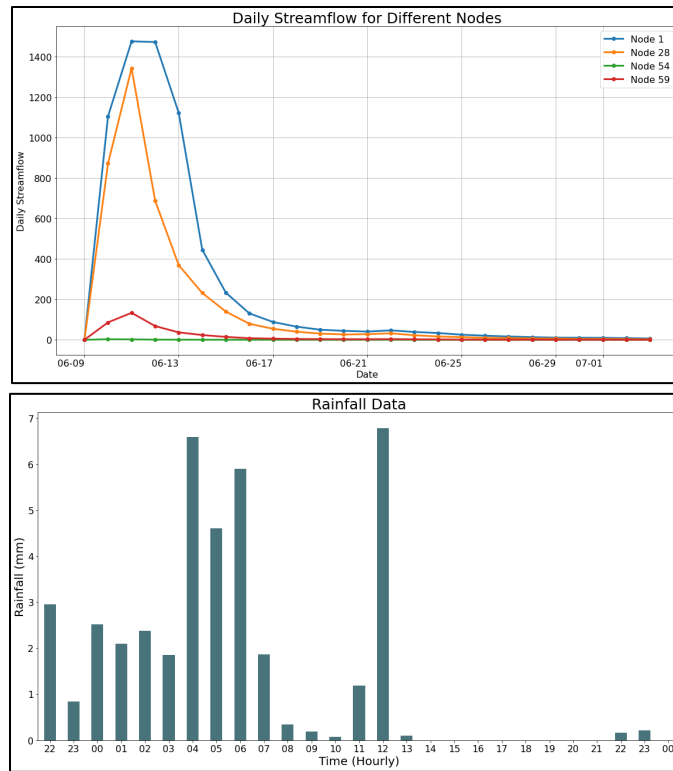 Daily Streamflow for Different Nodes
Node 1
Node 28
Node 54
Node 59
1400
1200
1000
800
600
400
200
0
Daily Streamflow
06-09 06-13 06-17 06-21 06-25 06-29 07-01
Date
Rainfall Data
7
6
5
4
3
2
1
0
Rainfall (mm)
22 23 00 01 02 03 04 05 06 07 08 09 10 11 12 13 14 15 16 17 18 19 20 21 22 23 00
Time (Hourly)